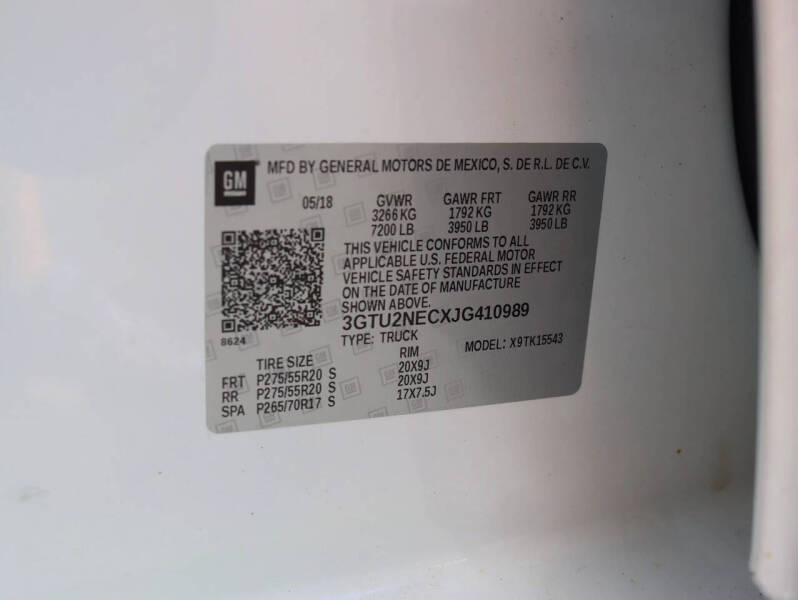 GM
MFD BY GENERAL MOTORS DE MEXICO, S. DE R.L. DE C.V.
05/18 GVWR GAWR FRT GAWR RR
3266 KG 1792 KG 1792 KG
7200 LB 3950 LB 3950 LB
THIS VEHICLE CONFORMS TO ALL
APPLICABLE U.S. FEDERAL MOTOR
VEHICLE SAFETY STANDARDS IN EFFECT
ON THE DATE OF MANUFACTURE
SHOWN ABOVE.
3GTU2NECXJG410989
8624
TYPE: TRUCK MODEL: X9TK15543
TIRE SIZE RIM
FRT P275/55R20 S 20X9J
RR P275/55R20 S 20X9J
SPA P265/70R17 S 17X7.5J